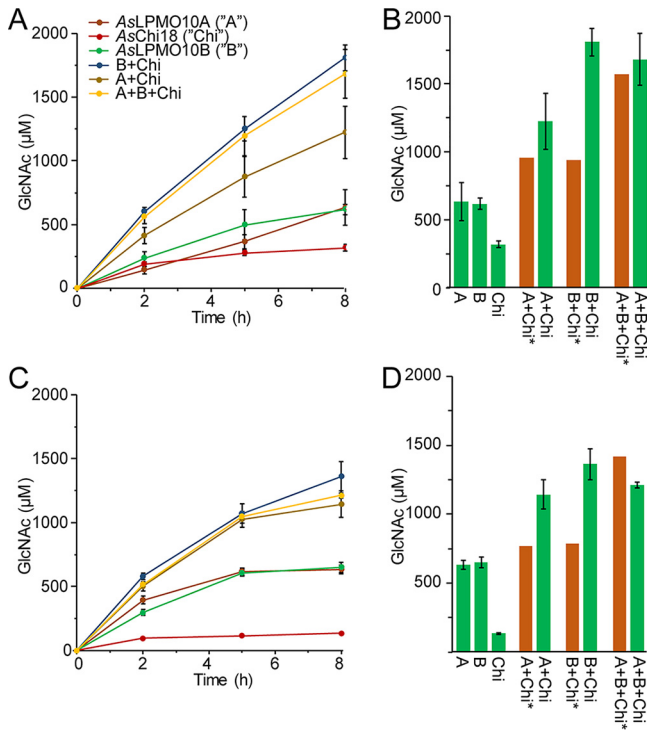 A
AsLPMO10A ("A")
AsChi18 ("Chi")
AsLPMO10B ("B")
B+Chi
A+Chi
A+B+Chi
GlcNAc (µM)
2000
1500
1000
500
0
0 2 4 6 8
Time (h)
B
GlcNAc (µM)
2000
1500
1000
500
0
A
B
Chi
A+Chi*
A+Chi
B+Chi*
B+Chi
A+B+Chi*
A+B+Chi
C
GlcNAc (µM)
2000
1500
1000
500
0
0 2 4 6 8
Time (h)
D
GlcNAc (µM)
2000
1500
1000
500
0
A
B
Chi
A+Chi*
A+Chi
B+Chi*
B+Chi
A+B+Chi*
A+B+Chi